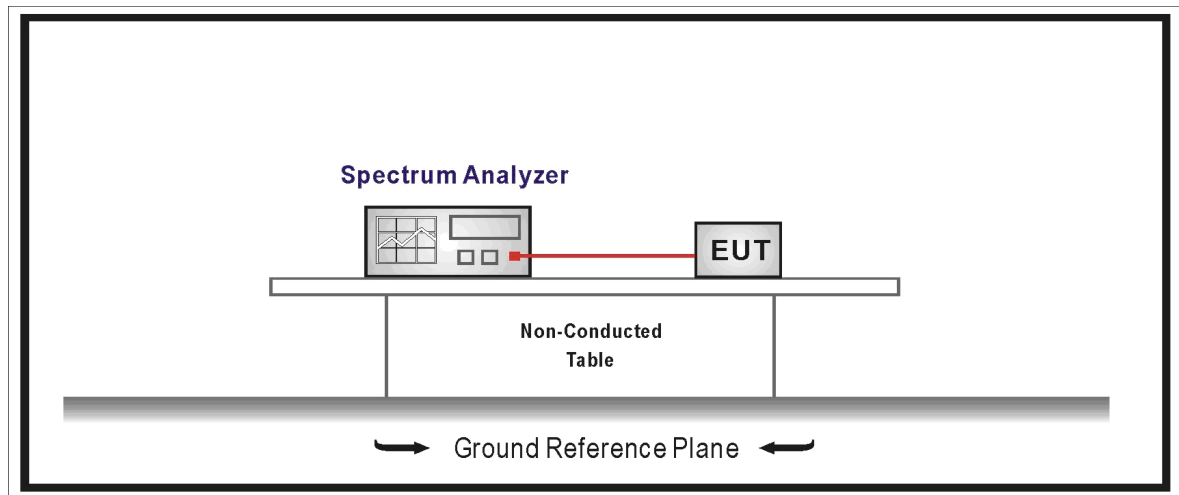 Spectrum Analyzer
EUT
Non-Conducted
Table
Ground Reference Plane